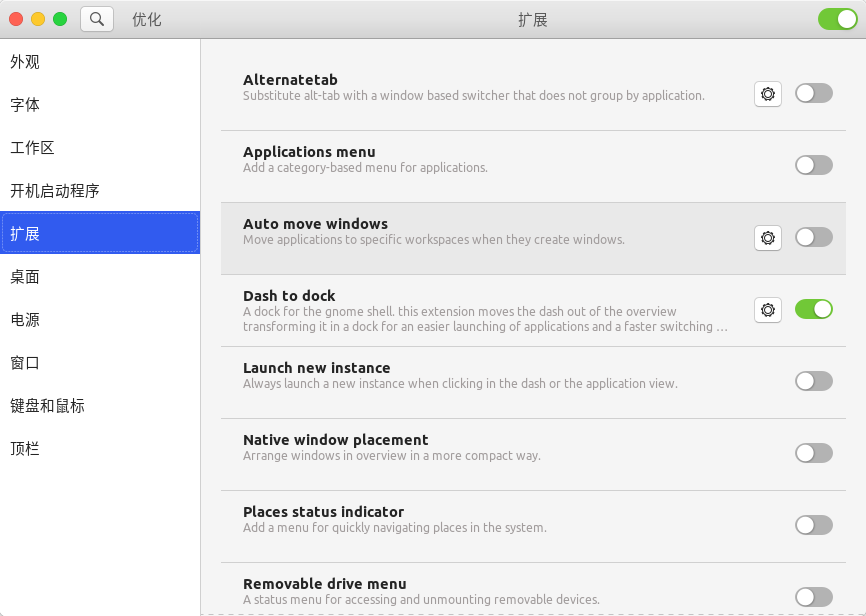 优化
扩展
外观
字体
工作区
开机启动程序
扩展
桌面
电源
窗口
键盘和鼠标
顶栏
Alternatetab
Substitute alt-tab with a window based switcher that does not group by application.
Applications menu
Add a category-based menu for applications.
Auto move windows
Move applications to specific workspaces when they create windows.
Dash to dock
A dock for the gnome shell. this extension moves the dash out of the overview
transforming it in a dock for an easier launching of applications and a faster switching …
Launch new instance
Always launch a new instance when clicking in the dash or the application view.
Native window placement
Arrange windows in overview in a more compact way.
Places status indicator
Add a menu for quickly navigating places in the system.
Removable drive menu
A status menu for accessing and unmounting removable devices.